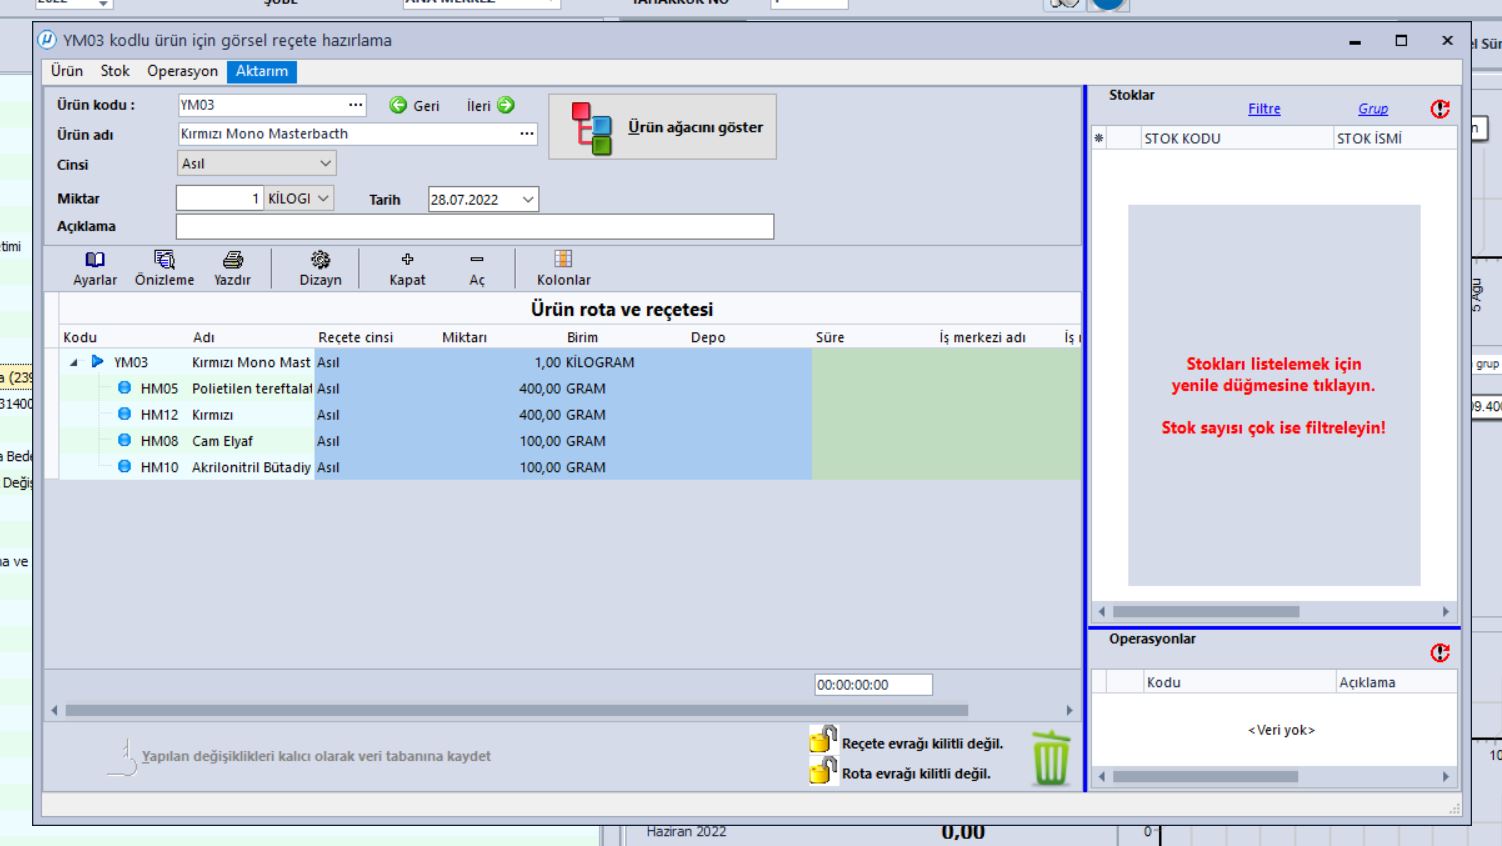 2022
ŞUBE
ANA MERKEZ
TAHAKKUK NO
YM03 kodlu ürün için görsel reçete hazırlama
Ürün Stok Operasyon Aktarım
Ürün kodu : YM03 ... Geri İleri
Ürün ağacını göster
Ürün adı Kırmızı Mono Masterbacth ...
Cinsi Asıl
Miktar 1 KİLOGI Tarih 28.07.2022
Açıklama
Ayarlar Önizleme Yazdır Dizayn Kapat Aç Kolonlar
Ürün rota ve reçetesi
Kodu Adı Reçete cinsi Miktarı Birim Depo Süre İş merkezi adı İş
YM03 Kırmızı Mono Mast Asıl 1,00 KİLOGRAM
HM05 Polietilen tereftalat Asıl 400,00 GRAM
HM12 Kırmızı Asıl 400,00 GRAM
HM08 Cam Elyaf Asıl 100,00 GRAM
HM10 Akrilonitril Bütadiy Asıl 100,00 GRAM
00:00:00:00
Yapılan değişiklikleri kalıcı olarak veri tabanına kaydet
Reçete evrağı kilitli değil.
Rota evrağı kilitli değil.
Stoklar
Filtre Grup
STOK KODU STOK İSMİ
Stokları listelemek için
yenile düğmesine tıklayın.
Stok sayısı çok ise filtreleyin!
Operasyonlar
Kodu Açıklama
<Veri yok>
timi
a (239
31400
a Bede
Değiş
na ve
el Sür
n
5 Ağu
grup
09.400
10
Haziran 2022 0,00 0